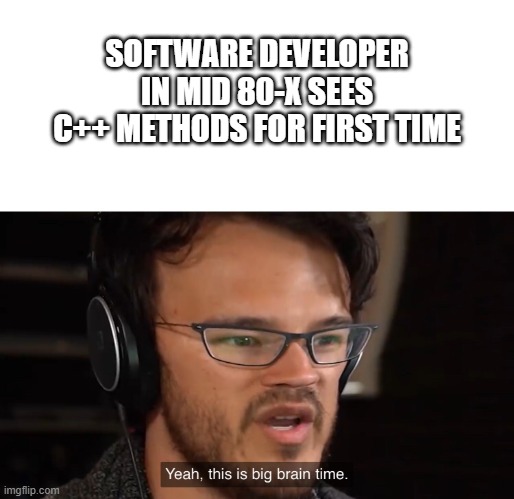 SOFTWARE DEVELOPER
IN MID 80-X SEES
C++ METHODS FOR FIRST TIME
Yeah, this is big brain time.
imgflip.com